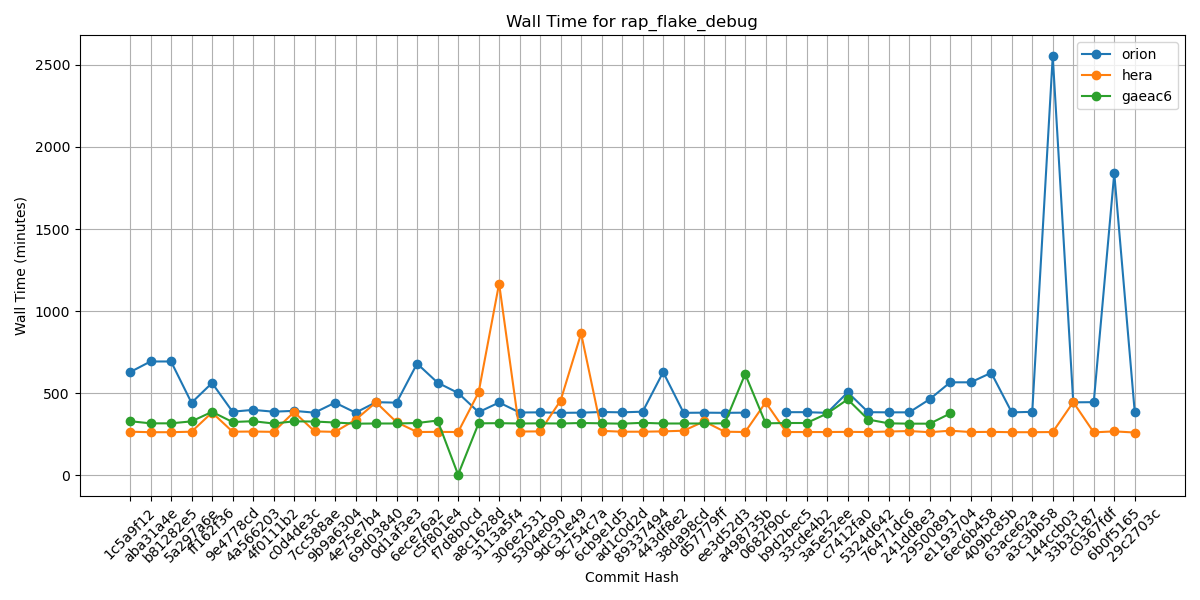 Wall Time for rap_flake_debug
orion
hera
gaeac6
Wall Time (minutes)
2500
2000
1500
1000
500
0
1c5a9f12
aba311a4e
b81282e5
5a297a6e
ff162f36
9e4778cd
4a566203
4f0111b2
c0d4de3c
7cc588ae
9b9a6304
4e75e7b4
69d03840
0d1af3e3
6ece76a2
c5f801e4
f7d8b0cd
a8c1628d
3113a5f4
306e2531
5304e090
9dc31e49
9c754c7a
6cb9e1d5
ad1c0d2d
89337494
443df8e2
38da98cd
d57779ff
ee3d52d3
a498735b
0682f90c
b9d2bec5
33cde4b2
3a5e52ee
c7412fa0
5324d642
76471dc6
241dd8e3
29500891
e1193704
6ec6b458
409bc85b
63ace62a
a3c3bb58
144ccb03
33b3c187
c0367fdf
6b0f5165
29c2703c
Commit Hash